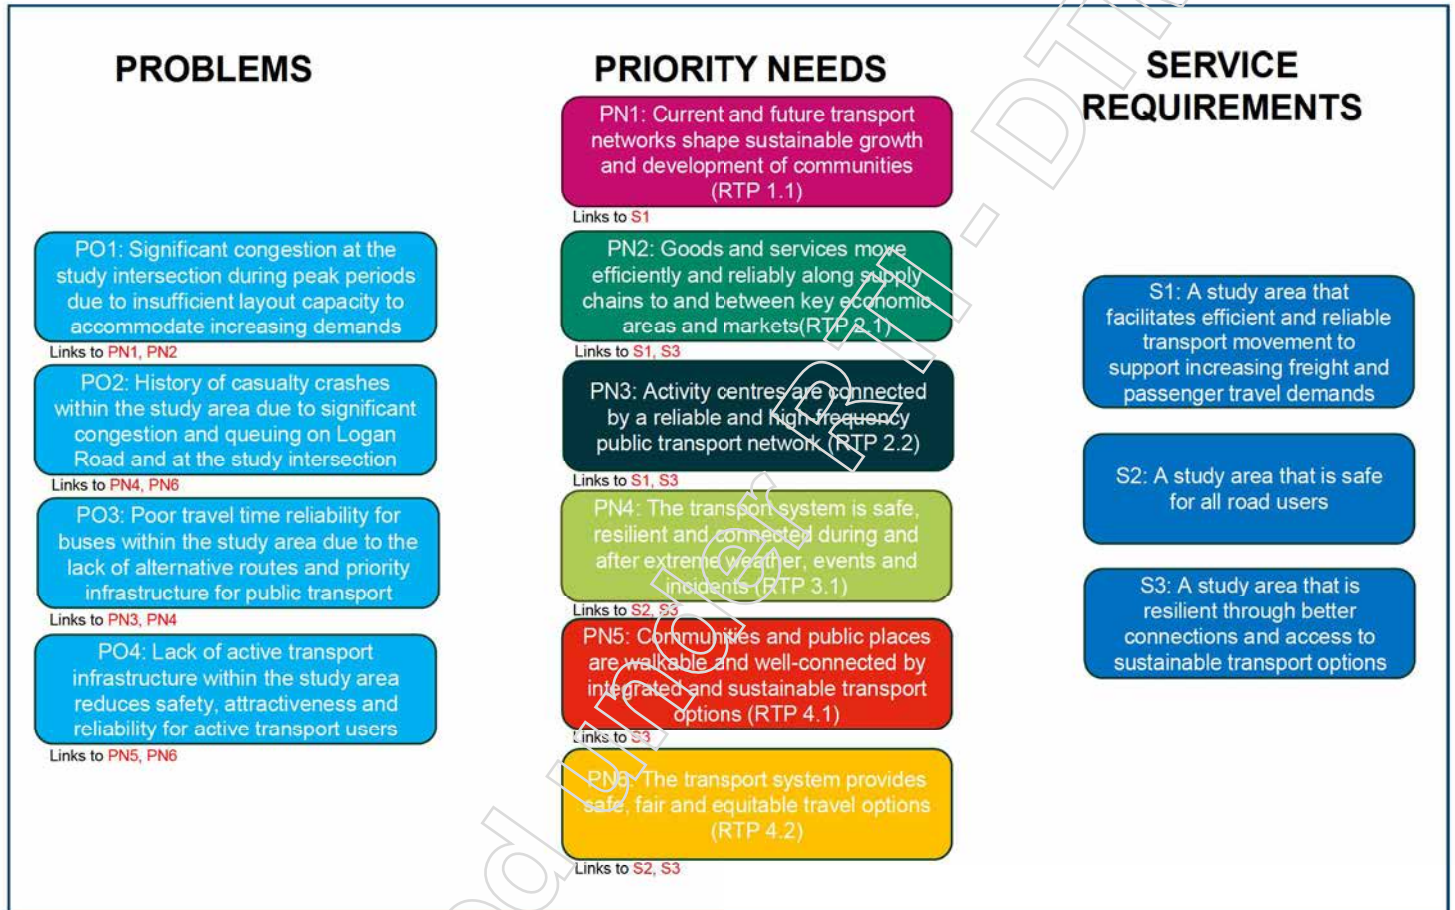 PROBLEMS
PO1: Significant congestion at the
study intersection during peak periods
due to insufficient layout capacity to
accommodate increasing demands
Links to PN1, PN2
PO2: History of casualty crashes
within the study area due to significant
congestion and queuing on Logan
Road and at the study intersection
Links to PN4, PN6
PO3: Poor travel time reliability for
buses within the study area due to the
lack of alternative routes and priority
infrastructure for public transport
Links to PN3, PN4
PO4: Lack of active transport
infrastructure within the study area
reduces safety, attractiveness and
reliability for active transport users
Links to PN5, PN6
PRIORITY NEEDS
PN1: Current and future transport
networks shape sustainable growth
and development of communities
(RTP 1.1)
Links to S1
PN2: Goods and services move
efficiently and reliably along supply
chains to and between key economic
areas and markets(RTP 2.1)
Links to S1, S3
PN3: Activity centres are connected
by a reliable and high frequency
public transport network (RTP 2.2)
Links to S1, S3
PN4: The transport system is safe,
resilient and connected during and
after extreme weather, events and
incidents (RTP 3.1)
Links to S2, S3
PN5: Communities and public places
are walkable and well-connected by
integrated and sustainable transport
options (RTP 4.1)
Links to S3
PN6: The transport system provides
safe, fair and equitable travel options
(RTP 4.2)
Links to S2, S3
SERVICE
REQUIREMENTS
S1: A study area that
facilitates efficient and reliable
transport movement to
support increasing freight and
passenger travel demands
S2: A study area that is safe
for all road users
S3: A study area that is
resilient through better
connections and access to
sustainable transport options
under RTI - DTM